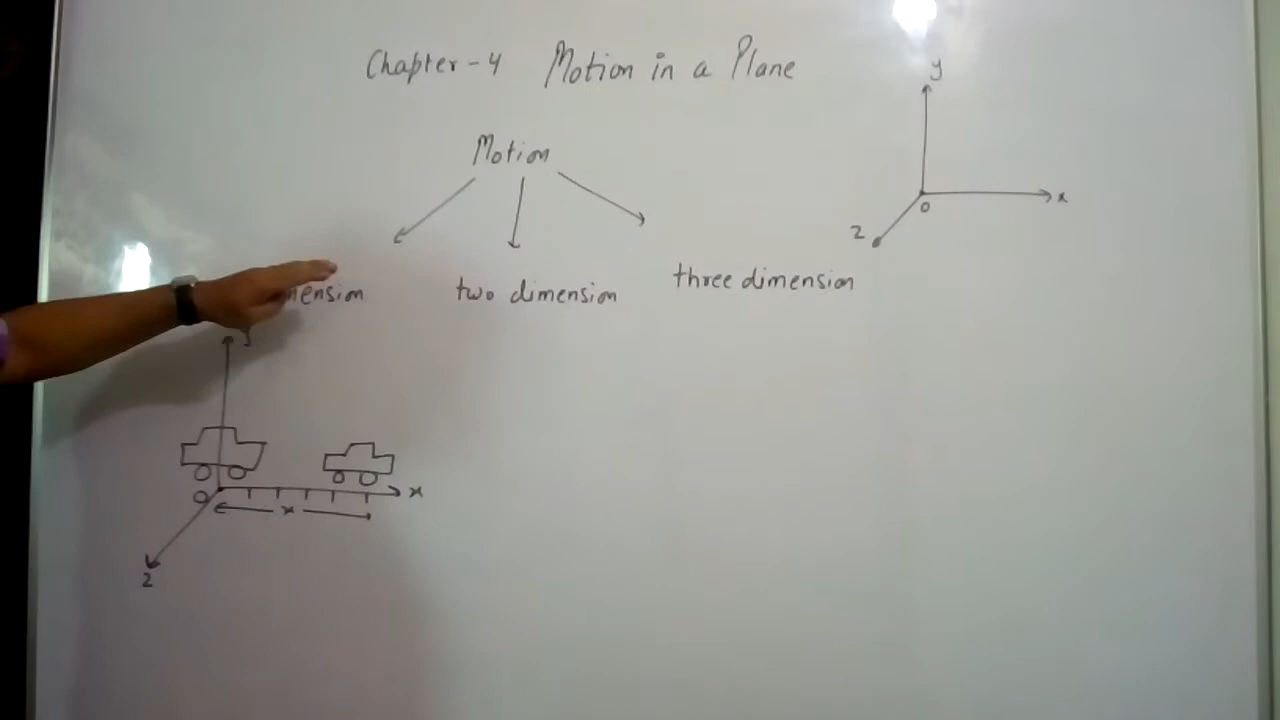 Chapter-4 Motion in a Plane
y
Motion
x
o
z
three dimension
two dimension
y
x
o
x
z